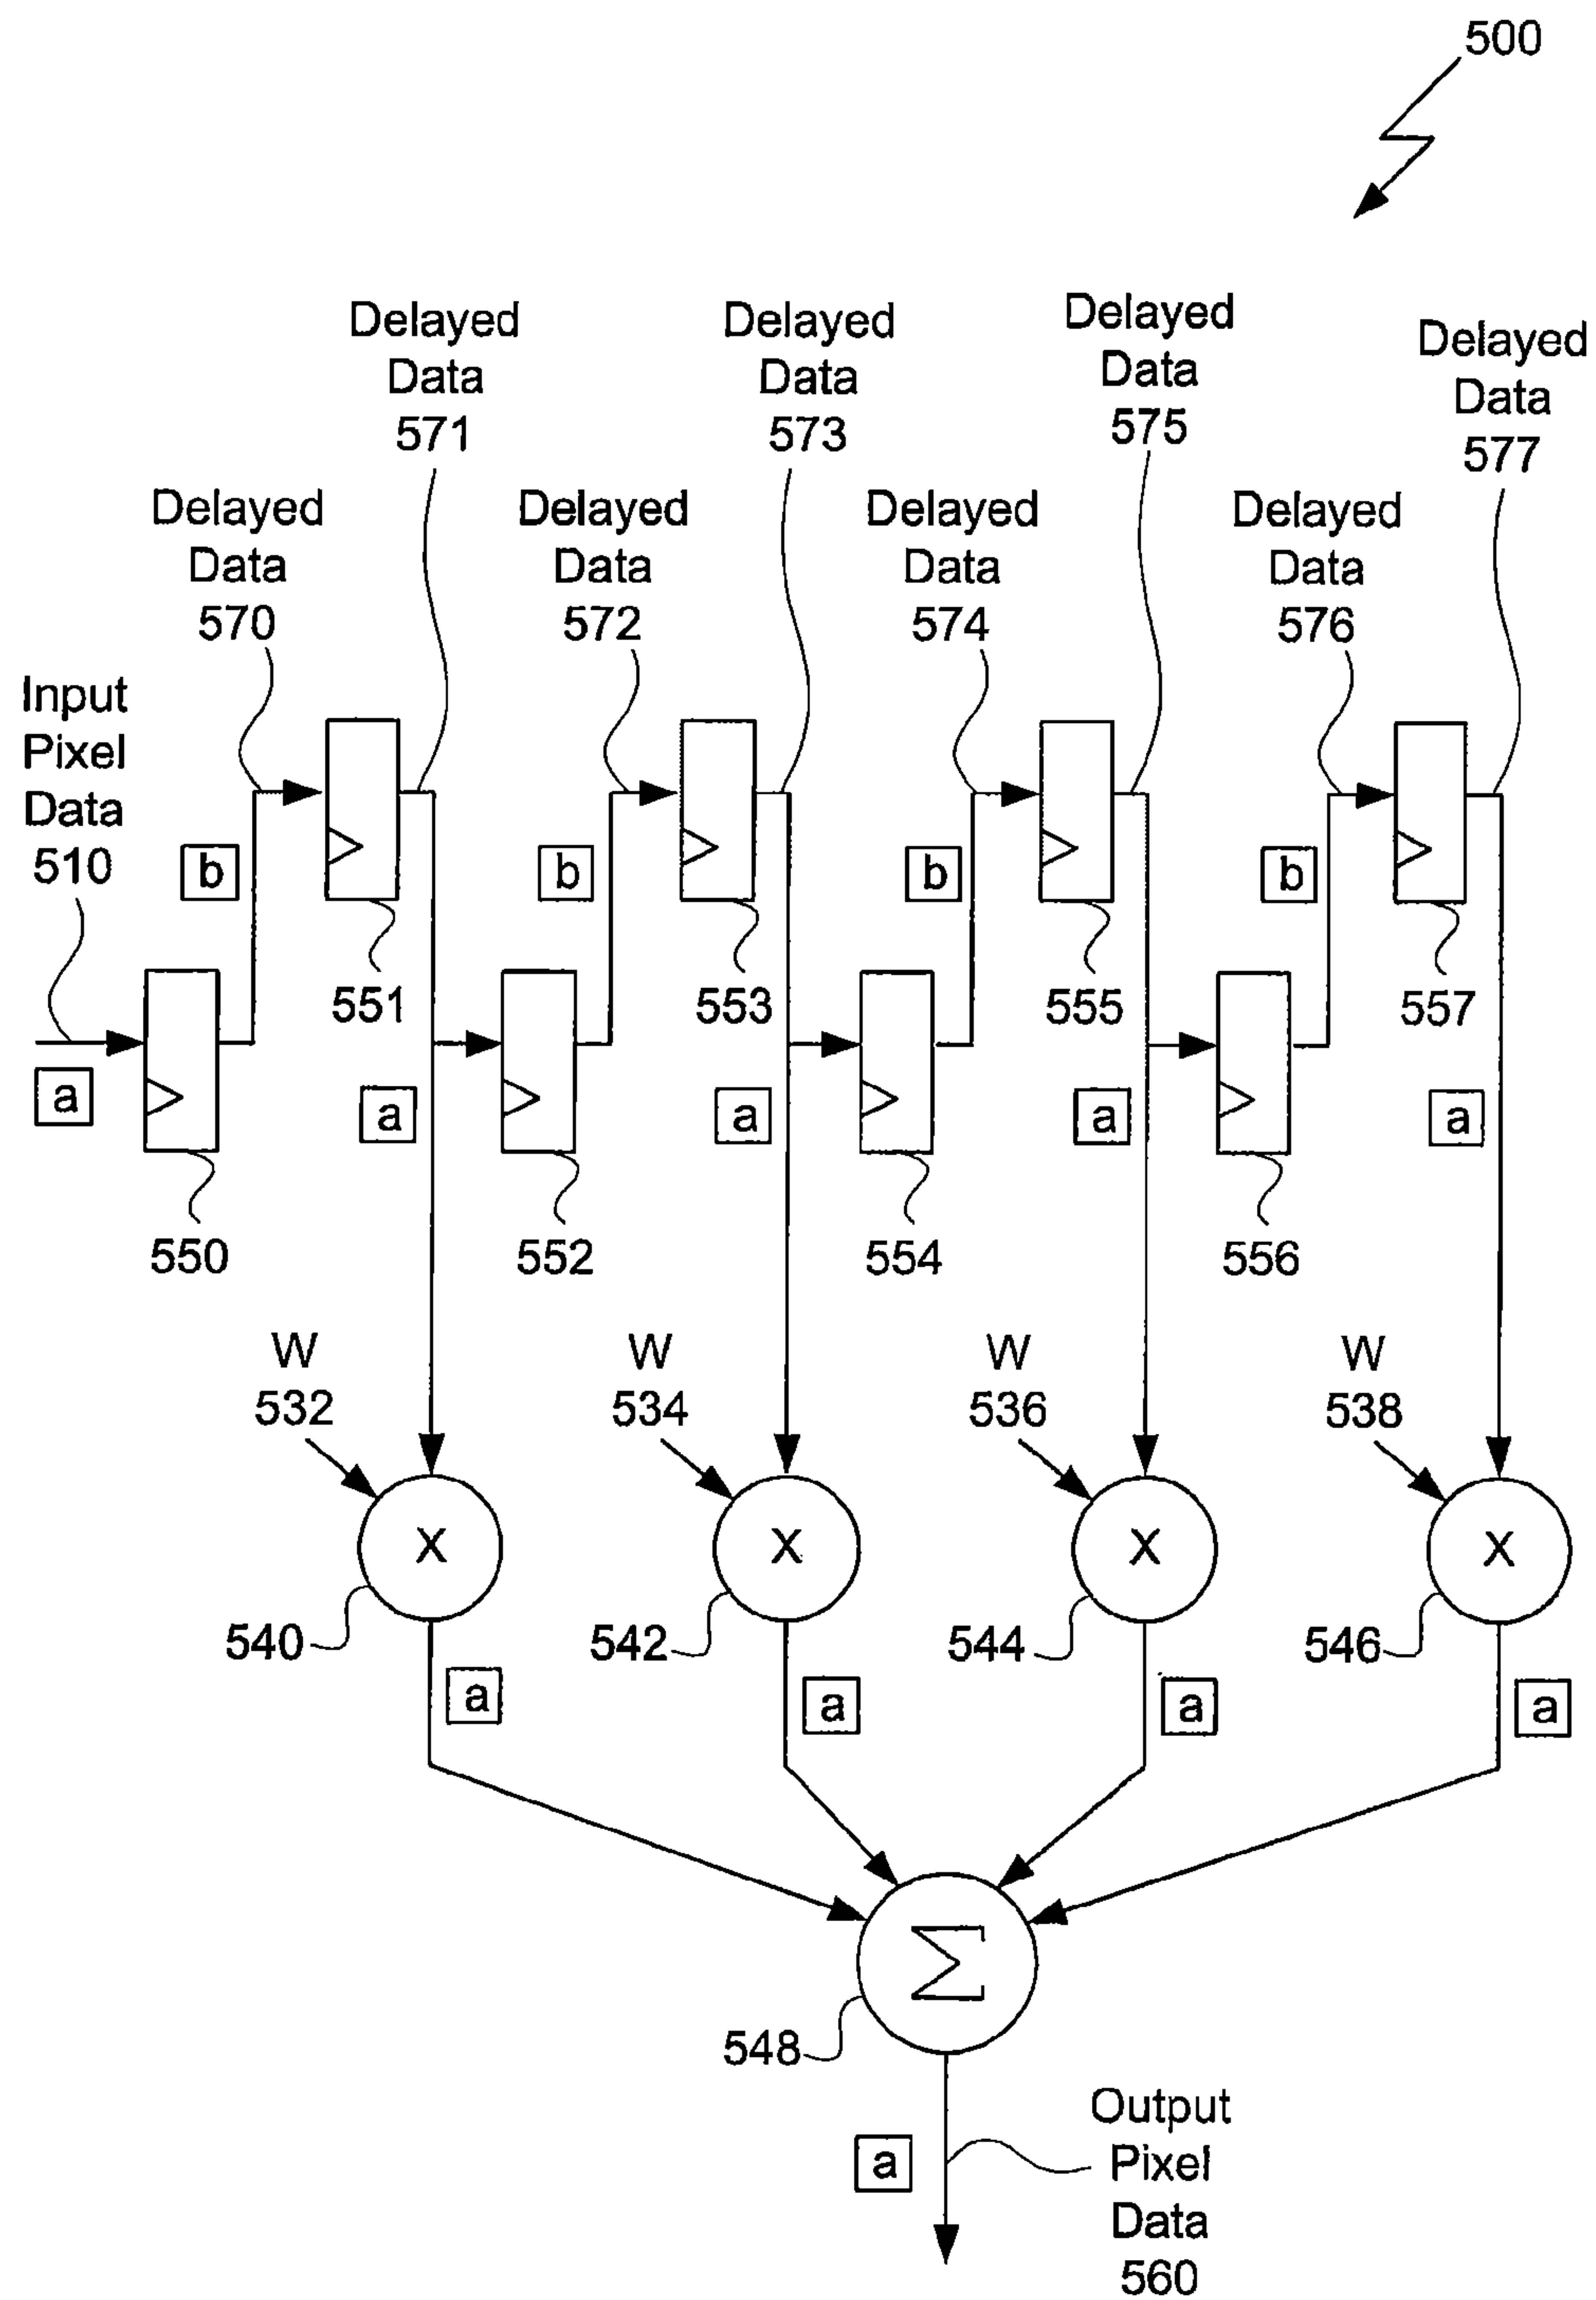 500
Delayed
Data
571
Delayed
Data
573
Delayed
Data
575
Delayed
Data
577
Delayed
Data
570
Delayed
Data
572
Delayed
Data
574
Delayed
Data
576
Input
Pixel
Data
510
b
b
b
b
551
553
555
557
a
a
a
a
a
550
552
554
556
W
532
W
534
W
536
W
538
X
X
X
X
540
542
544
546
a
a
a
a
Σ
548
a
Output
Pixel
Data
560